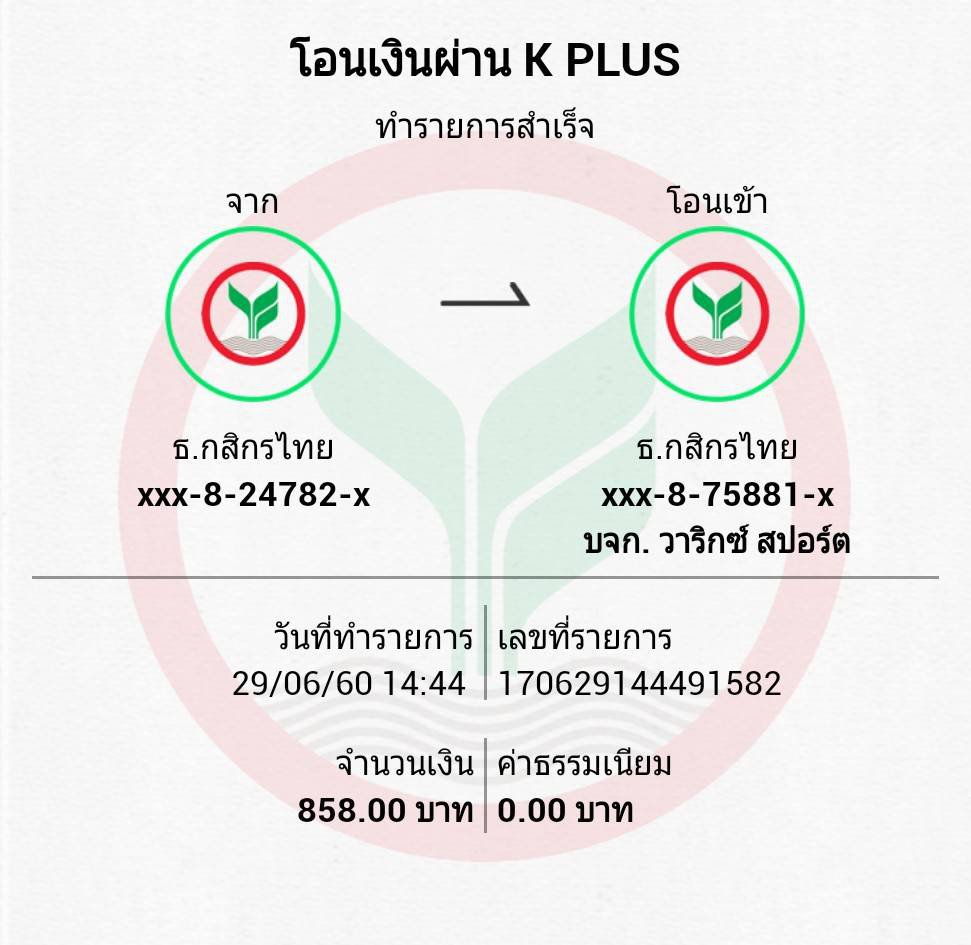 โอนเงินผ่าน K PLUS
ทำรายการสำเร็จ
จาก
โอนเข้า
ธ.กสิกรไทย
xxx-8-24782-x
ธ.กสิกรไทย
xxx-8-75881-x
บจก. วาริกซ์ สปอร์ต
วันที่ทำรายการ
29/06/60 14:44
เลขที่รายการ
170629144491582
จำนวนเงิน
858.00 บาท
ค่าธรรมเนียม
0.00 บาท